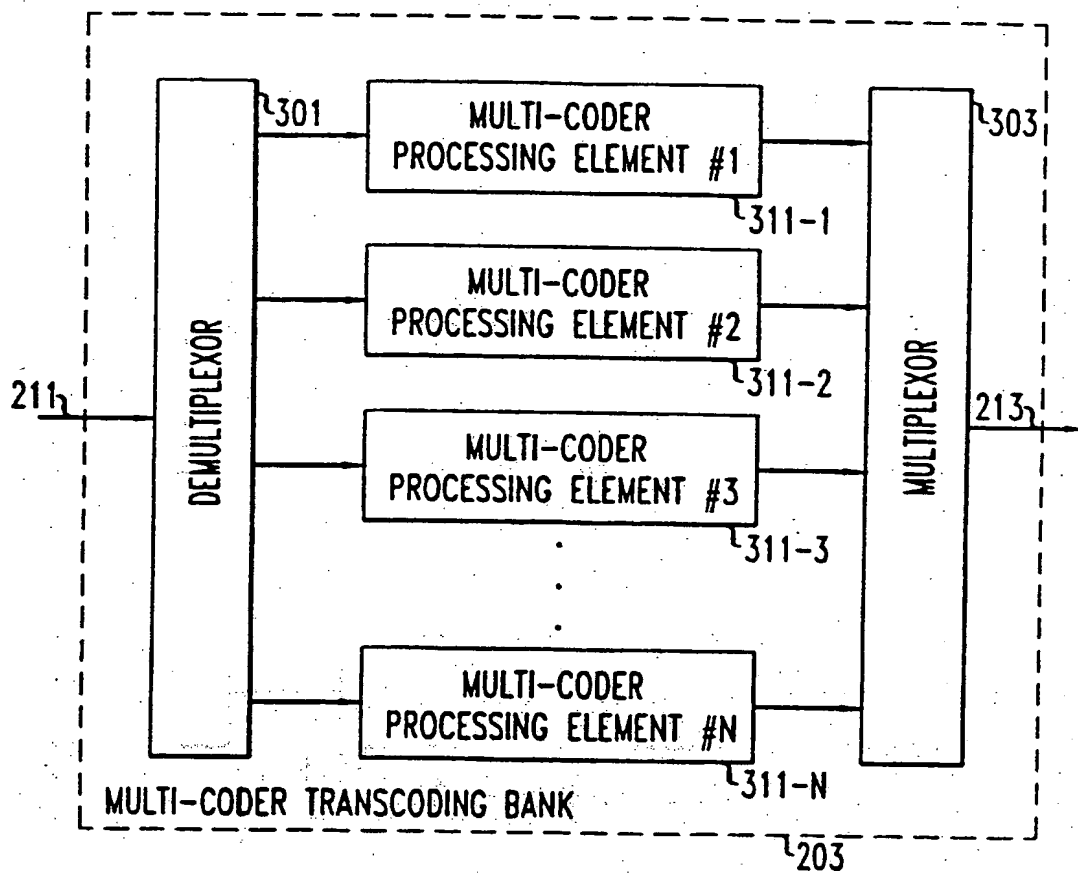 301
MULTI-CODER
PROCESSING ELEMENT #1
303
311-1
MULTI-CODER
PROCESSING ELEMENT #2
311-2
211
DEMULTIPLEXOR
MULTI-CODER
PROCESSING ELEMENT #3
311-3
MULTIPLEXOR
213
MULTI-CODER
PROCESSING ELEMENT #N
311-N
MULTI-CODER TRANSCODING BANK
203